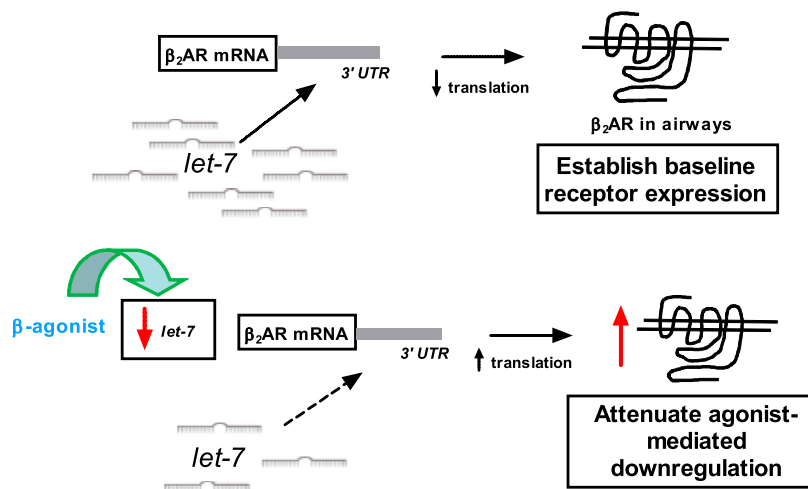 β₂AR mRNA
3' UTR
translation
let-7
β₂AR in airways
Establish baseline
receptor expression
β-agonist
let-7
β₂AR mRNA
3' UTR
translation
let-7
Attenuate agonist-
mediated
downregulation